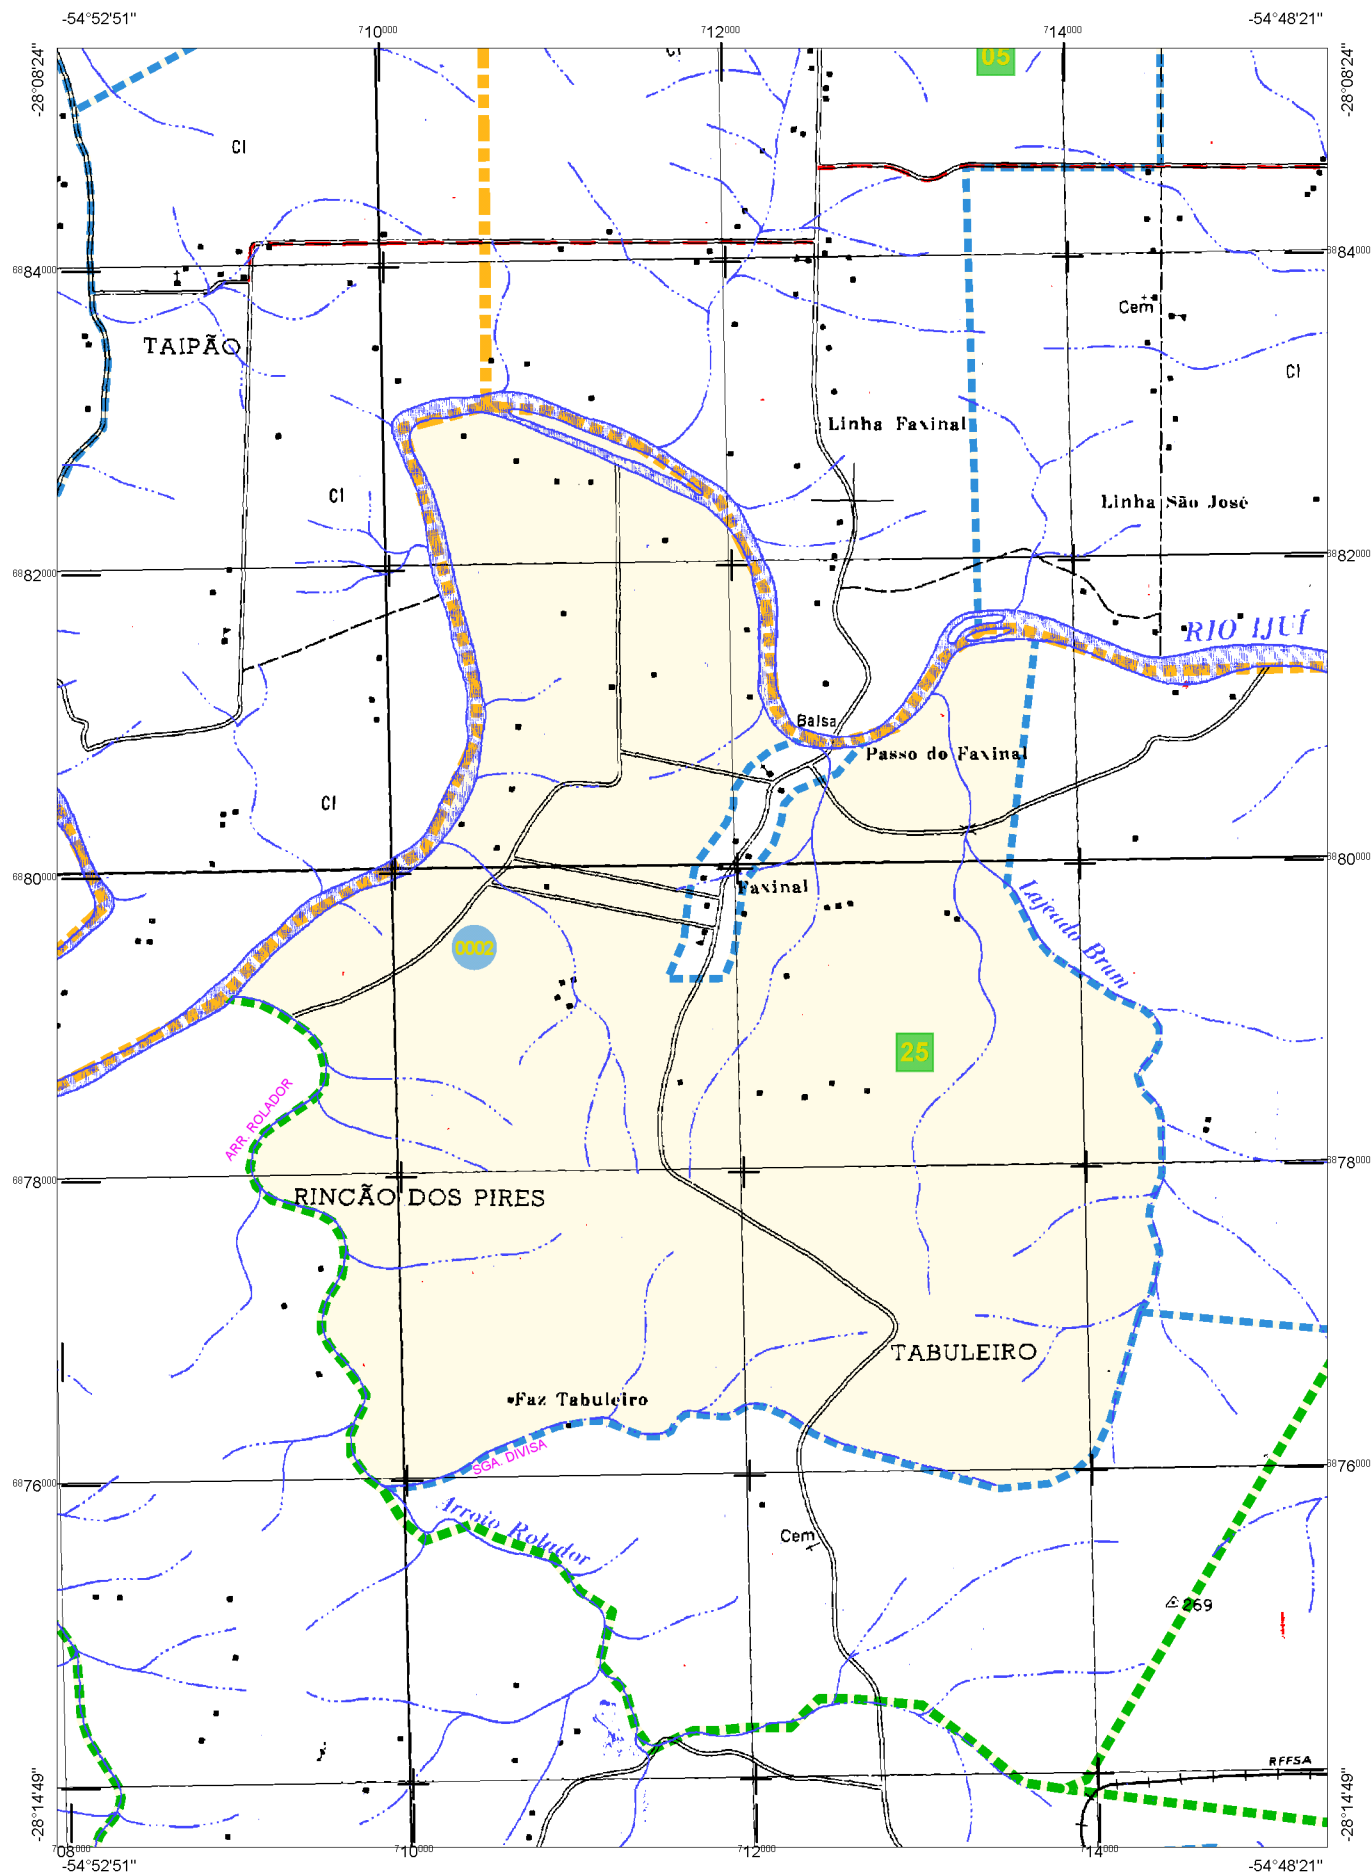 -54°52'51"
-54°48'21"
710000
712000
714000
-28°08'24"
-28°08'24"
05
CI
CI
6884000
6884000
Cem
TAIPÃO
CI
Linha Faxinal
CI
Linha São José
6882000
6882000
RIO IJUÍ
Balsa
Passo do Faxinal
CI
6880000
6880000
Faxinal
Lajeado Brum
0002
25
ARR. ROLADOR
6878000
6878000
RINCÃO DOS PIRES
TABULEIRO
Faz Tabuleiro
SGA. DIVISA
6876000
6876000
Arroio Rolador
Cem
269
RFFSA
-28°14'49"
-28°14'49"
708000
710000
712000
714000
-54°52'51"
-54°48'21"